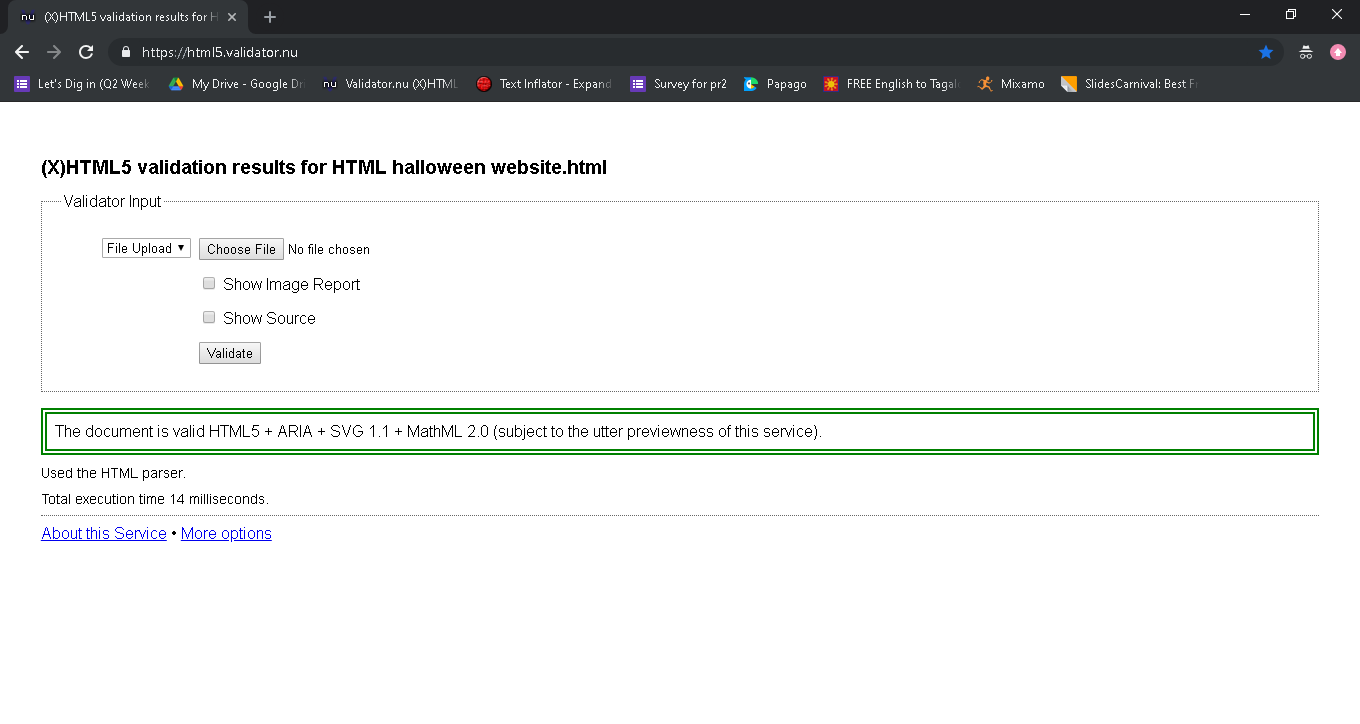 nu (X)HTML5 validation results for H
https://html5.validator.nu
Let's Dig in (Q2 Week My Drive - Google Dri nu Validator.nu (X)HTML Text Inflator - Expand Survey for pr2 Papago FREE English to Tagal Mixamo SlidesCarnival: Best Fr
(X)HTML5 validation results for HTML halloween website.html
Validator Input
File Upload Choose File No file chosen
Show Image Report
Show Source
Validate
The document is valid HTML5 + ARIA + SVG 1.1 + MathML 2.0 (subject to the utter previewness of this service).
Used the HTML parser.
Total execution time 14 milliseconds.
About this Service • More options